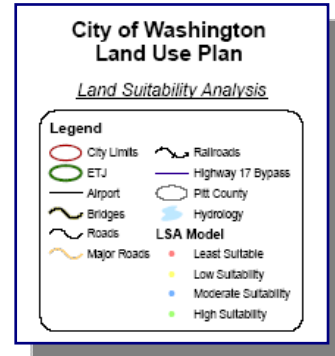 City of Washington
Land Use Plan
Land Suitability Analysis
Legend
City Limits
ETJ
Airport
Bridges
Roads
Major Roads
Railroads
Highway 17 Bypass
Pitt County
Hydrology
LSA Model
Least Suitable
Low Suitability
Moderate Suitability
High Suitability